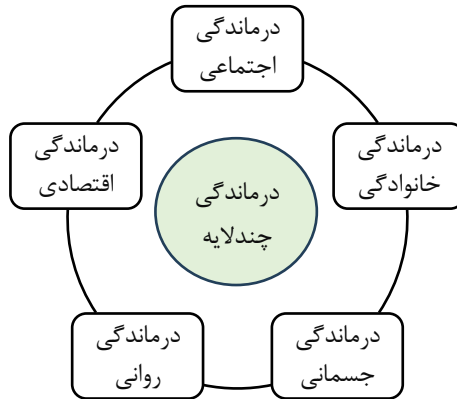 درماندگی
اجتماعی
درماندگی
خانوادگی
درماندگی
اقتصادی
درماندگی
چندلایه
درماندگی
جسمانی
درماندگی
روانی